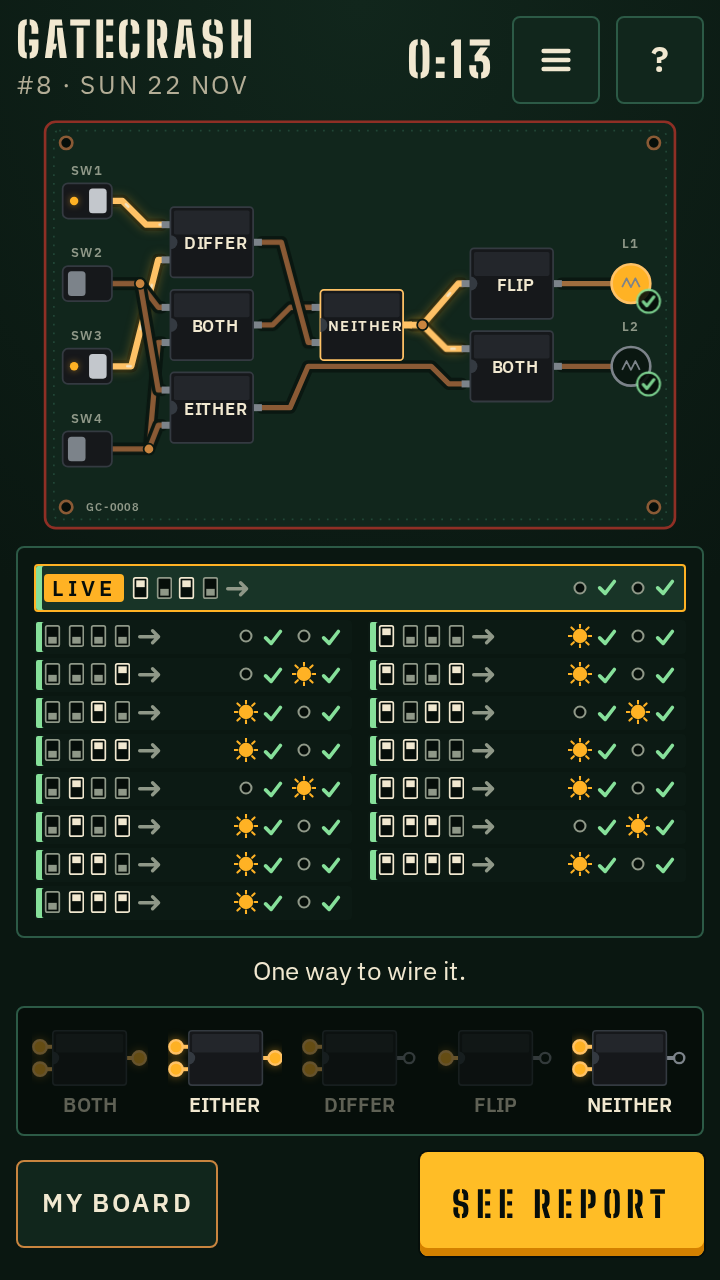 GATECRASH
#8 · SUN 22 NOV
0:13
?
SW1
SW2
SW3
SW4
DIFFER
BOTH
EITHER
NEITHER
FLIP
BOTH
L1
L2
GC-0008
LIVE
One way to wire it.
BOTH
EITHER
DIFFER
FLIP
NEITHER
MY BOARD
SEE REPORT